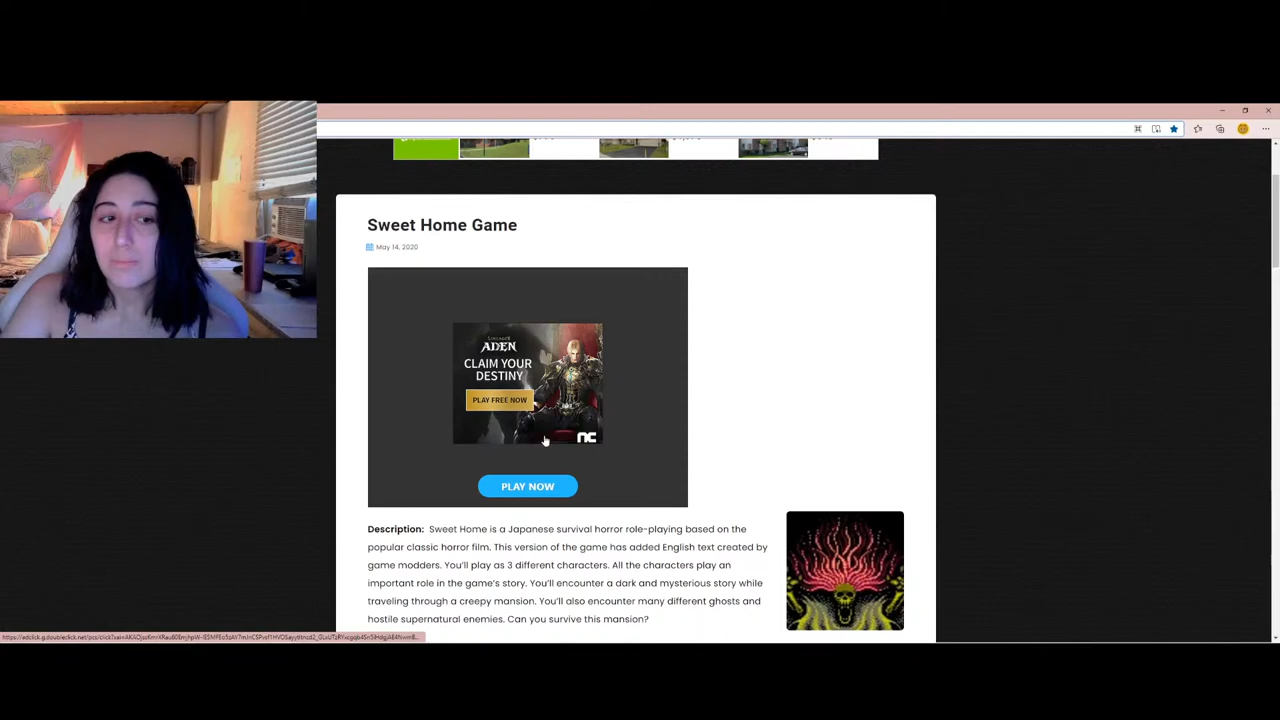 Sweet Home Game
May 14, 2020
ADEN
CLAIM YOUR
DESTINY
PLAY FREE NOW
NC
PLAY NOW
Description: Sweet Home is a Japanese survival horror role-playing based on the
popular classic horror film. This version of the game has added English text created by
game modders. You'll play as 3 different characters. All the characters play an
important role in the game's story. You'll encounter a dark and mysterious story while
traveling through a creepy mansion. You'll also encounter many different ghosts and
hostile supernatural enemies. Can you survive this mansion?